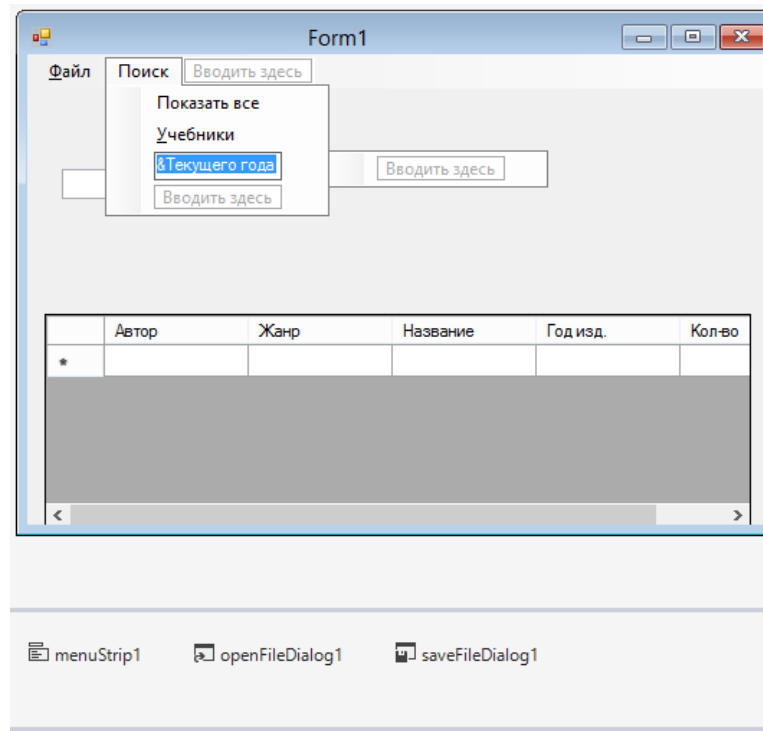 Form1
Файл Поиск Вводить здесь
Показать все
Учебники
&Текущего года
Вводить здесь
Вводить здесь
Автор Жанр Название Год изд. Кол-во
*
menuStrip1 openFileDialog1 saveFileDialog1